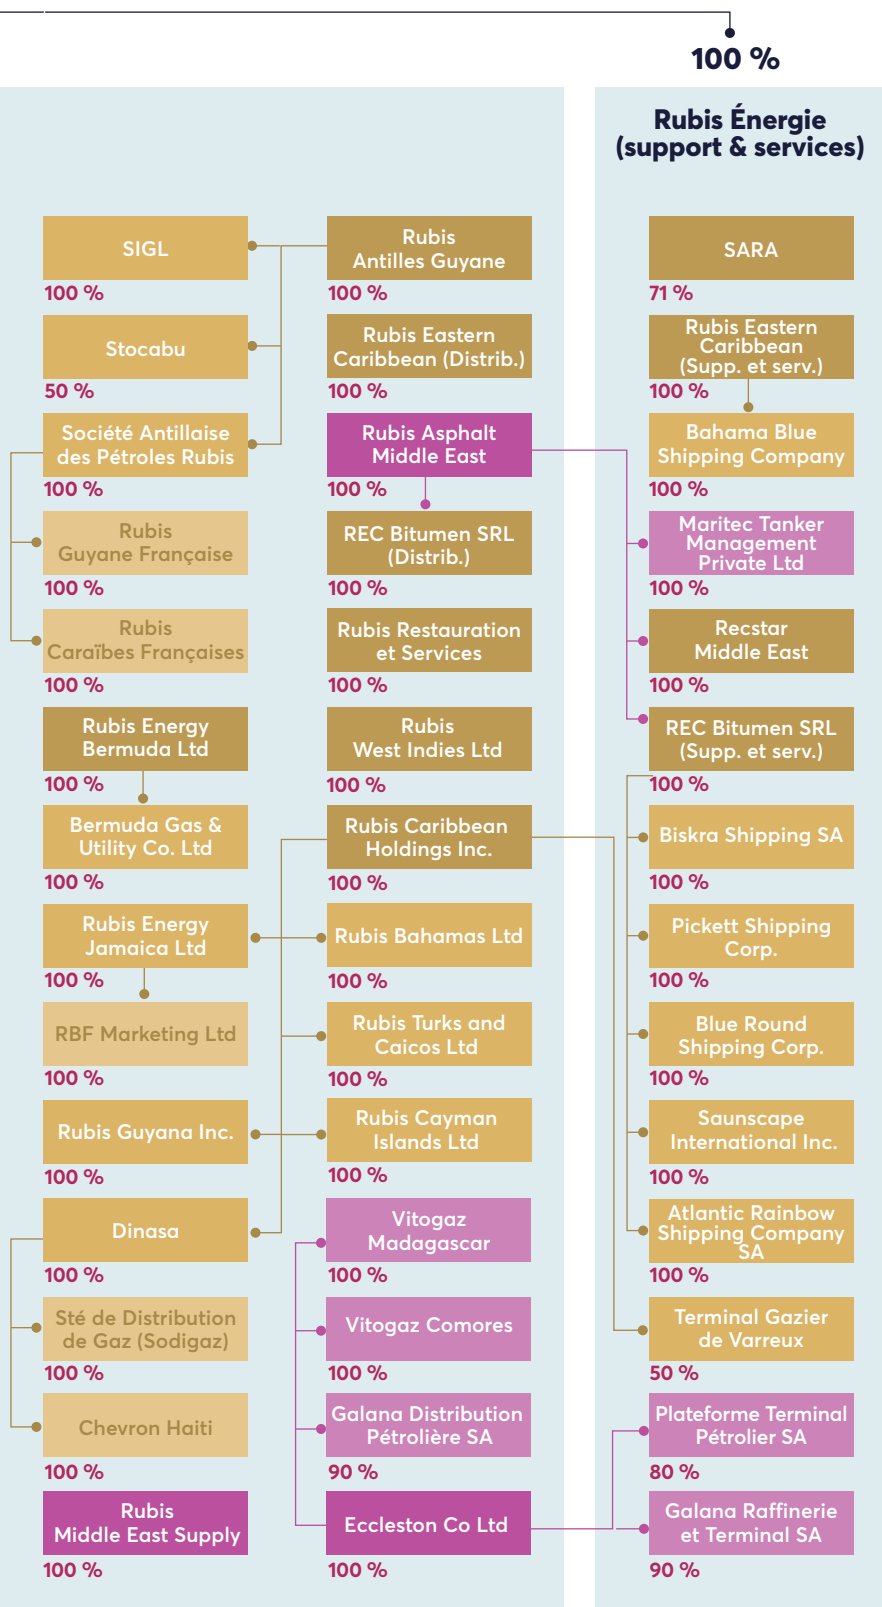 100 %
Rubis Énergie
(support & services)
SIGL
100 %
Stocabu
50 %
Société Antillaise
des Pétroles Rubis
100 %
Rubis
Guyane Française
100 %
Rubis
Caraïbes Françaises
100 %
Rubis Energy
Bermuda Ltd
100 %
Bermuda Gas &
Utility Co. Ltd
100 %
Rubis Energy
Jamaica Ltd
100 %
RBF Marketing Ltd
100 %
Rubis Guyana Inc.
100 %
Dinasa
100 %
Sté de Distribution
de Gaz (Sodigaz)
100 %
Chevron Haiti
100 %
Rubis
Middle East Supply
100 %
Rubis
Antilles Guyane
100 %
Rubis Eastern
Caribbean (Distrib.)
100 %
Rubis Asphalt
Middle East
100 %
REC Bitumen SRL
(Distrib.)
100 %
Rubis Restauration
et Services
100 %
Rubis
West Indies Ltd
100 %
Rubis Caribbean
Holdings Inc.
100 %
Rubis Bahamas Ltd
100 %
Rubis Turks and
Caicos Ltd
100 %
Rubis Cayman
Islands Ltd
100 %
Vitogaz
Madagascar
100 %
Vitogaz Comores
100 %
Galana Distribution
Pétrolière SA
90 %
Eccleston Co Ltd
100 %
SARA
71 %
Rubis Eastern
Caribbean
(Supp. et serv.)
100 %
Bahama Blue
Shipping Company
100 %
Maritec Tanker
Management
Private Ltd
100 %
Recstar
Middle East
100 %
REC Bitumen SRL
(Supp. et serv.)
100 %
Biskra Shipping SA
100 %
Pickett Shipping
Corp.
100 %
Blue Round
Shipping Corp.
100 %
Saunscape
International Inc.
100 %
Atlantic Rainbow
Shipping Company
SA
100 %
Terminal Gazier
de Varreux
50 %
Plateforme Terminal
Pétrolier SA
80 %
Galana Raffinerie
et Terminal SA
90 %